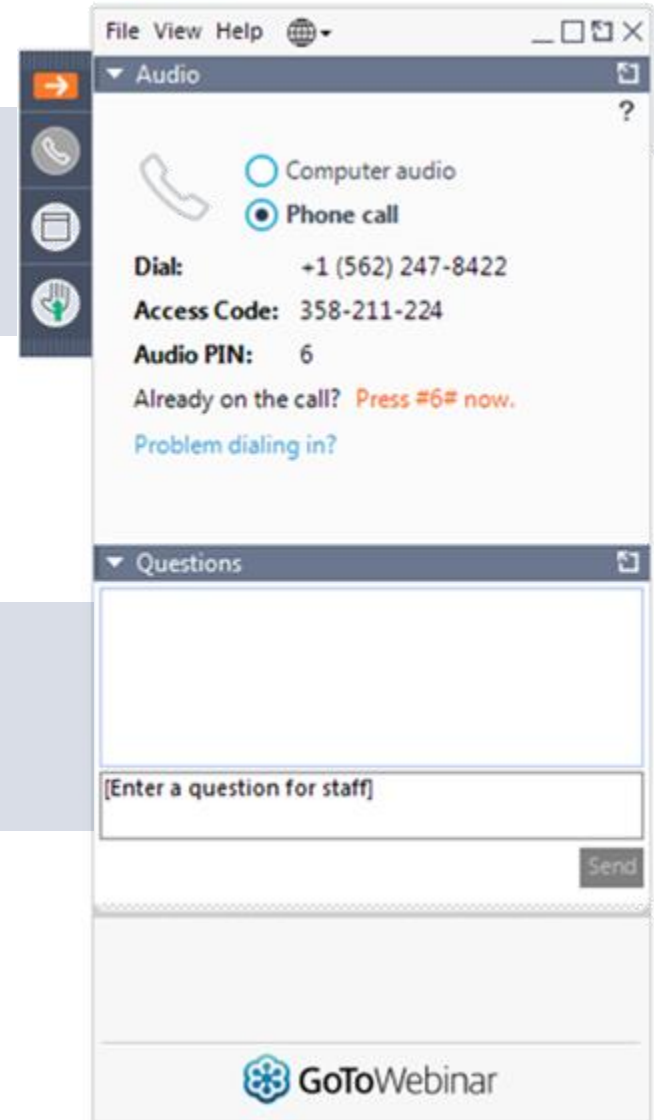 File View Help
Audio
?
Computer audio
Phone call
Dial: +1 (562) 247-8422
Access Code: 358-211-224
Audio PIN: 6
Already on the call? Press #6# now.
Problem dialing in?
Questions
[Enter a question for staff]
Send
GoToWebinar